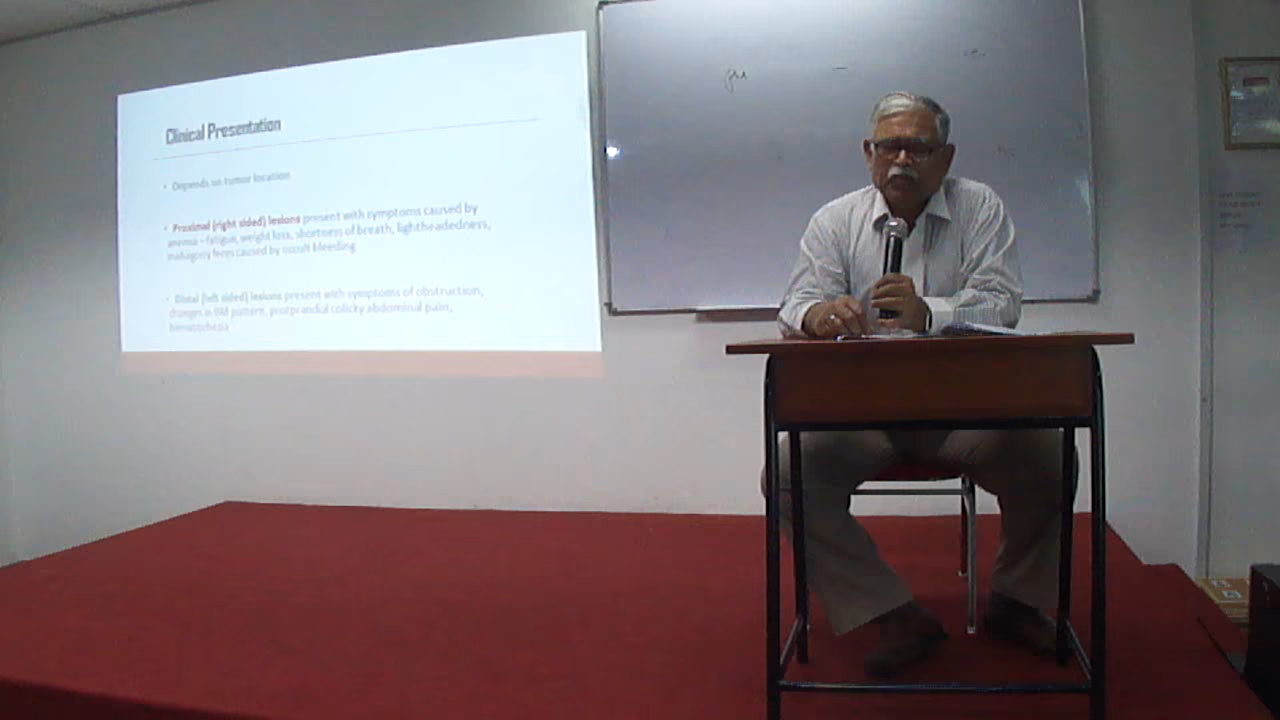 Clinical Presentation
• Depends on tumor location
• Proximal (right sided) lesions present with symptoms caused by
anemia – fatigue, weight loss, shortness of breath, lightheadedness,
mahagony feces caused by occult bleeding
• Distal (left sided) lesions present with symptoms of obstruction,
changes in BM pattern, postprandial colicky abdominal pain,
hematochezia